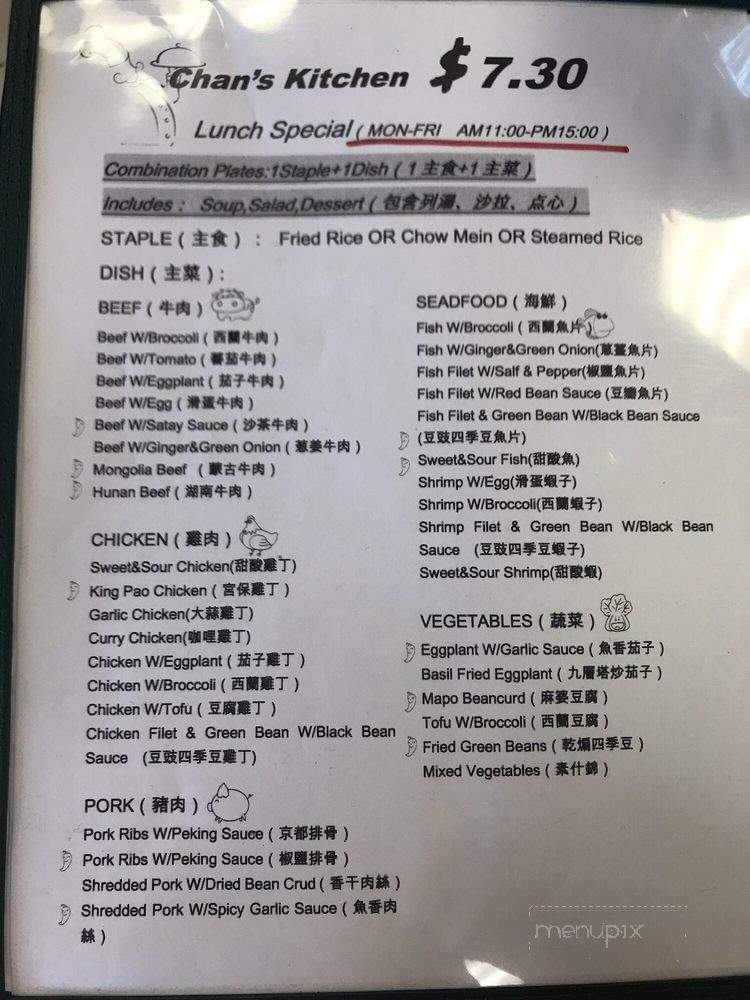 Chan's Kitchen $ 7.30
Lunch Special ( MON-FRI AM11:00-PM15:00 )
Combination Plates:1Staple+1Dish ( 1 主食+1 主菜 )
Includes : Soup,Salad,Dessert ( 包含列湯、沙拉、点心 )
STAPLE ( 主食 ) : Fried Rice OR Chow Mein OR Steamed Rice
DISH ( 主菜 ) :
BEEF ( 牛肉 )
Beef W/Broccoli ( 西蘭牛肉 )
Beef W/Tomato ( 蕃茄牛肉 )
Beef W/Eggplant ( 茄子牛肉 )
Beef W/Egg ( 滑蛋牛肉 )
Beef W/Satay Sauce ( 沙茶牛肉 )
Beef W/Ginger&Green Onion ( 蔥姜牛肉 )
Mongolia Beef ( 蒙古牛肉 )
Hunan Beef ( 湖南牛肉 )
CHICKEN ( 雞肉 )
Sweet&Sour Chicken(甜酸雞丁)
King Pao Chicken ( 宮保雞丁 )
Garlic Chicken(大蒜雞丁)
Curry Chicken(咖哩雞丁)
Chicken W/Eggplant ( 茄子雞丁 )
Chicken W/Broccoli ( 西蘭雞丁 )
Chicken W/Tofu ( 豆腐雞丁 )
Chicken Filet & Green Bean W/Black Bean
Sauce (豆豉四季豆雞丁)
PORK ( 豬肉 )
Pork Ribs W/Peking Sauce ( 京都排骨 )
Pork Ribs W/Peking Sauce ( 椒鹽排骨 )
Shredded Pork W/Dried Bean Crud ( 香干肉絲 )
Shredded Pork W/Spicy Garlic Sauce ( 魚香肉
絲 )
SEADFOOD ( 海鮮 )
Fish W/Broccoli ( 西蘭魚片 )
Fish W/Ginger&Green Onion(蔥薑魚片)
Fish Filet W/Salf & Pepper(椒鹽魚片)
Fish Filet W/Red Bean Sauce (豆瓣魚片)
Fish Filet & Green Bean W/Black Bean Sauce
(豆豉四季豆魚片)
Sweet&Sour Fish(甜酸魚)
Shrimp W/Egg(滑蛋蝦子)
Shrimp W/Broccoli(西蘭蝦子)
Shrimp Filet & Green Bean W/Black Bean
Sauce (豆豉四季豆蝦子)
Sweet&Sour Shrimp(甜酸蝦)
VEGETABLES ( 蔬菜 )
Eggplant W/Garlic Sauce ( 魚香茄子 )
Basil Fried Eggplant ( 九層塔炒茄子 )
Mapo Beancurd ( 麻婆豆腐 )
Tofu W/Broccoli ( 西蘭豆腐 )
Fried Green Beans ( 乾煸四季豆 )
Mixed Vegetables ( 素什錦 )
menupix